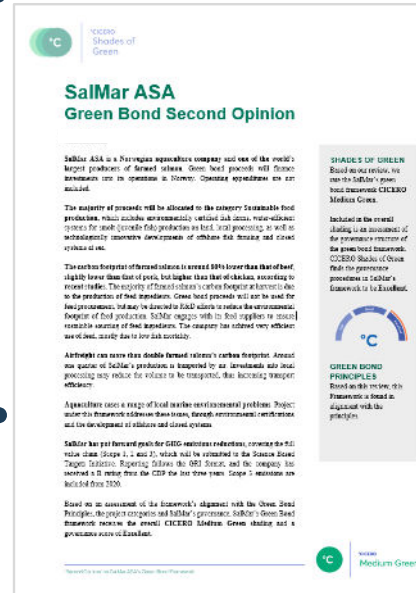 °C
°CICERO
Shades of
Green
SalMar ASA
Green Bond Second Opinion
SalMar ASA is a Norwegian aquaculture company and one of the world's
largest producers of farmed salmon. Green bond proceeds will finance
investments into its operations in Norway. Operating expenditures are not
included.
The majority of proceeds will be allocated to the category Sustainable food
production, which includes environmentally certified fish farms, water-efficient
systems for smolt (juvenile fish) production on land, local processing, as well as
technologically innovative developments of offshore fish farming and closed
systems at sea.
The carbon footprint of farmed salmon is around 80% lower than that of beef,
slightly lower than that of pork, but higher than that of chicken, according to
recent studies. The majority of farmed salmon's carbon footprint at harvest is due
to the production of feed ingredients. Green bond proceeds will not be used for
feed procurement, but may be directed to R&D efforts to reduce the environmental
footprint of feed production. SalMar engages with its feed suppliers to ensure
sustainable sourcing of feed ingredients. The company has achieved very efficient
use of feed, mostly due to low fish mortality.
Airfreight can more than double farmed salmon's carbon footprint. Around
one quarter of SalMar's production is transported by air. Investments into local
processing may reduce the volume to be transported, thus increasing transport
efficiency.
Aquaculture causes a range of local marine environmental problems. Project
under this framework addresses these issues, through environmental certifications
and the development of offshore and closed systems.
SalMar has put forward goals for GHG emissions reductions, covering the full
value chain (Scope 1, 2 and 3), which will be submitted to the Science Based
Targets Initiative. Reporting follows the GRI format, and the company has
received a B rating from the CDP the last three years. Scope 3 emissions are
included from 2020.
Based on an assessment of the framework's alignment with the Green Bond
Principles, the project categories and SalMar's governance, SalMar's Green Bond
framework receives the overall CICERO Medium Green shading and a
governance score of Excellent.
SHADES OF GREEN
Based on our review, we
rate the SalMar's green
bond framework CICERO
Medium Green.
Included in the overall
shading is an assessment of
the governance structure of
the green bond framework.
CICERO Shades of Green
finds the governance
procedures in SalMar's
framework to be Excellent.
°C
GREEN BOND
PRINCIPLES
Based on this review, this
Framework is found in
alignment with the
principles.
°C
°CICERO
Medium Green